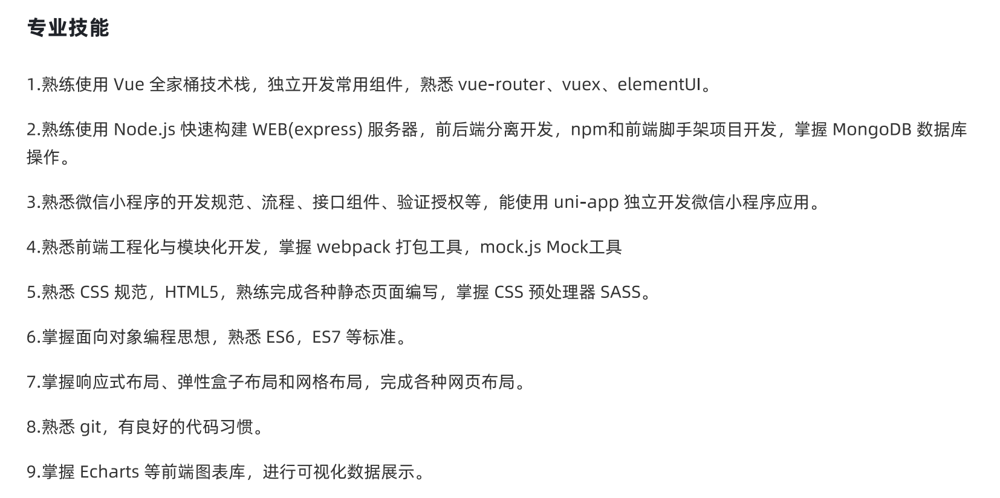 专业技能
1.熟练使用 Vue 全家桶技术栈，独立开发常用组件，熟悉 vue-router、vuex、elementUI。
2.熟练使用 Node.js 快速构建 WEB(express) 服务器，前后端分离开发，npm和前端脚手架项目开发，掌握 MongoDB 数据库
操作。
3.熟悉微信小程序的开发规范、流程、接口组件、验证授权等，能使用 uni-app 独立开发微信小程序应用。
4.熟悉前端工程化与模块化开发，掌握 webpack 打包工具，mock.js Mock工具
5.熟悉 CSS 规范，HTML5，熟练完成各种静态页面编写，掌握 CSS 预处理器 SASS。
6.掌握面向对象编程思想，熟悉 ES6，ES7 等标准。
7.掌握响应式布局、弹性盒子布局和网格布局，完成各种网页布局。
8.熟悉 git，有良好的代码习惯。
9.掌握 Echarts 等前端图表库，进行可视化数据展示。